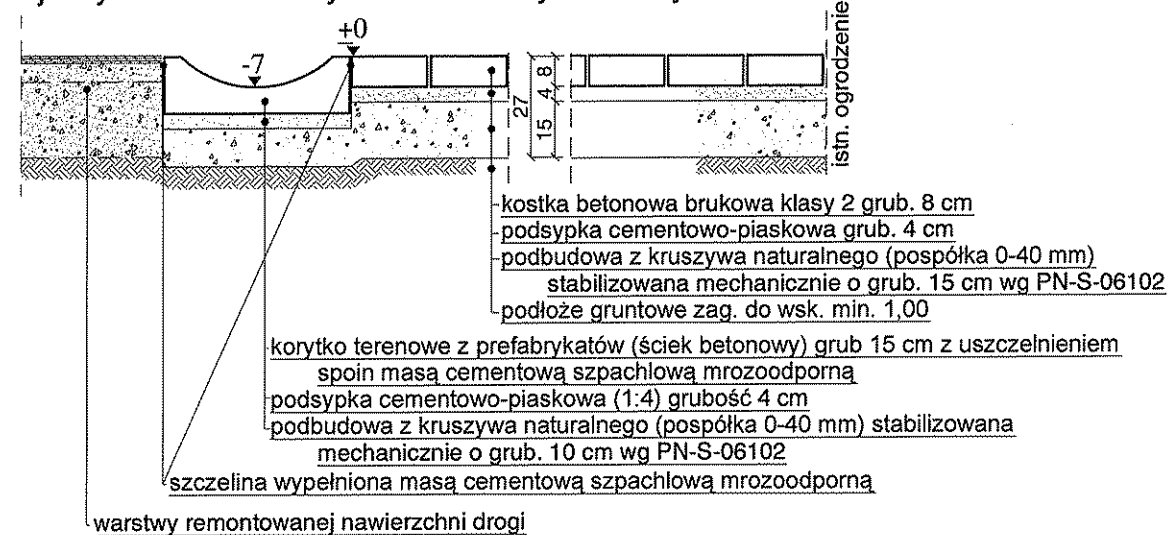 ±0
-7
8
4
15
27
istn. ogrodzenie
kostka betonowa brukowa klasy 2 grub. 8 cm
podsypka cementowo-piaskowa grub. 4 cm
podbudowa z kruszywa naturalnego (pospółka 0-40 mm)
stabilizowana mechanicznie o grub. 15 cm wg PN-S-06102
podłoże gruntowe zag. do wsk. min. 1,00
korytko terenowe z prefabrykatów (ściek betonowy) grub 15 cm z uszczelnieniem
spoin masą cementową szpachlową mrozoodporną
podsypka cementowo-piaskowa (1:4) grubość 4 cm
podbudowa z kruszywa naturalnego (pospółka 0-40 mm) stabilizowana
mechanicznie o grub. 10 cm wg PN-S-06102
szczelina wypełniona masą cementową szpachlową mrozoodporną
warstwy remontowanej nawierzchni drogi